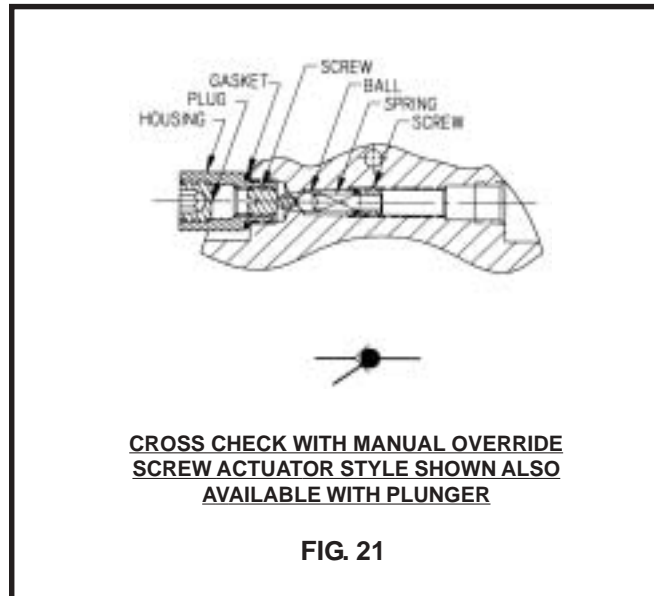 SCREW
GASKET
BALL
PLUG
SPRING
HOUSING
SCREW
CROSS CHECK WITH MANUAL OVERRIDE
SCREW ACTUATOR STYLE SHOWN ALSO
AVAILABLE WITH PLUNGER
FIG. 21